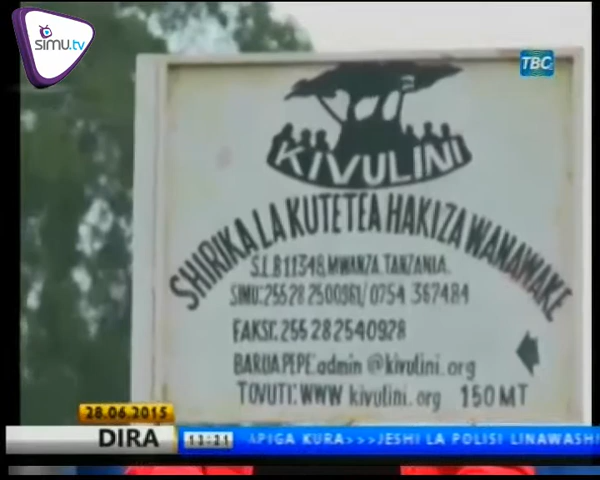 simu.tv
TBC
KIVULINI
SHIRIKA LA KUTETEA HAKI ZA WANAWAKE
S.L.B 11348, MWANZA. TANZANIA.
SIMU: 255 28 2500961/ 0754 367484
FAKSI: 255 28 2540928
BARUA PEPE: admin @kivulini.org
TOVUTI: WWW kivulini.org 150 MT
28.06.2015
DIRA 13:21 APIGA KURA>>>JESHI LA POLISI LINAWASHI